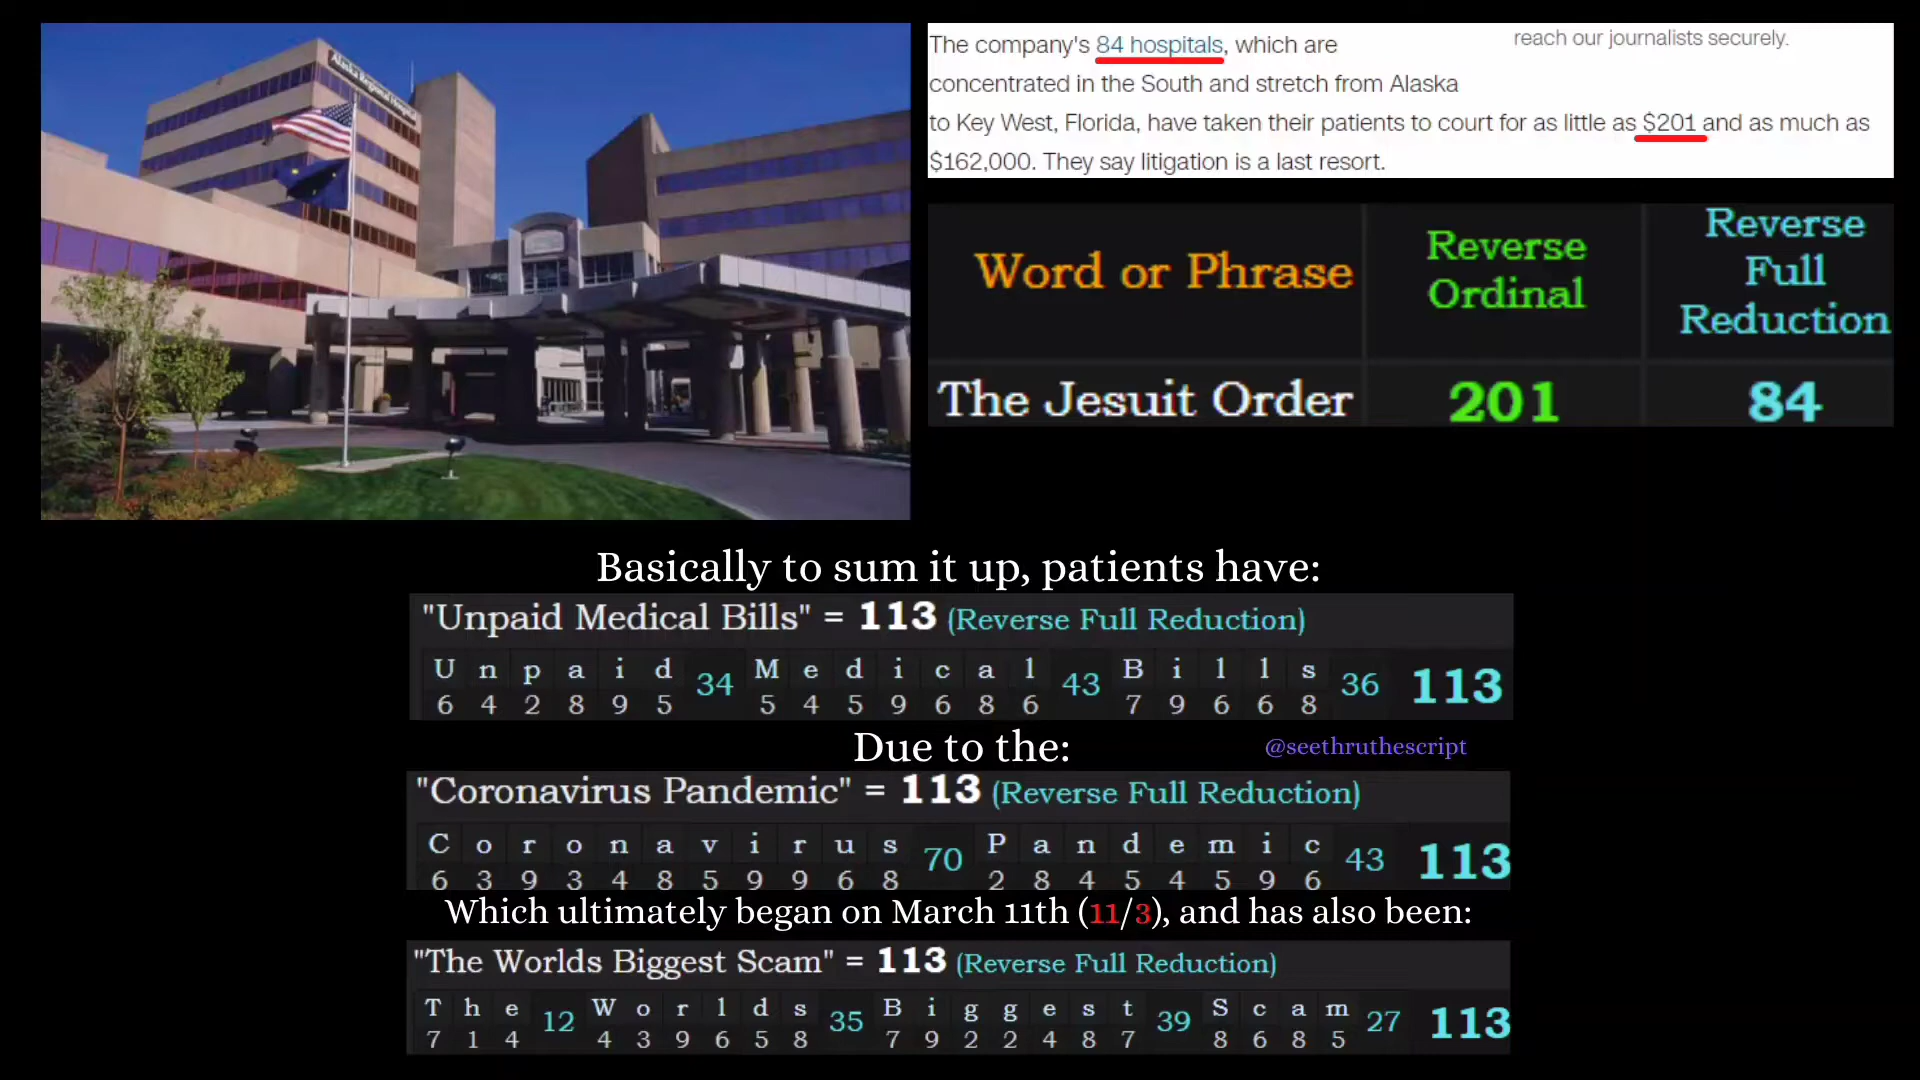 Alaska Regional Hospital
The company's 84 hospitals, which are
reach our journalists securely.
concentrated in the South and stretch from Alaska
to Key West, Florida, have taken their patients to court for as little as $201 and as much as
$162,000. They say litigation is a last resort.
Word or Phrase
Reverse
Ordinal
Reverse
Full
Reduction
The Jesuit Order 201 84
Basically to sum it up, patients have:
"Unpaid Medical Bills" = 113 (Reverse Full Reduction)
U n p a i d 34 M e d i c a l 43 B i l l s 36 113
6 4 2 8 9 5 5 4 5 9 6 8 6 7 9 6 6 8
Due to the:
@seethruthescript
"Coronavirus Pandemic" = 113 (Reverse Full Reduction)
C o r o n a v i r u s 70 P a n d e m i c 43 113
6 3 9 3 4 8 5 9 9 6 8 2 8 4 5 4 5 9 6
Which ultimately began on March 11th (11/3), and has also been:
"The Worlds Biggest Scam" = 113 (Reverse Full Reduction)
T h e 12 W o r l d s 35 B i g g e s t 39 S c a m 27 113
7 1 4 4 3 9 6 5 8 7 9 2 2 4 8 7 8 6 8 5